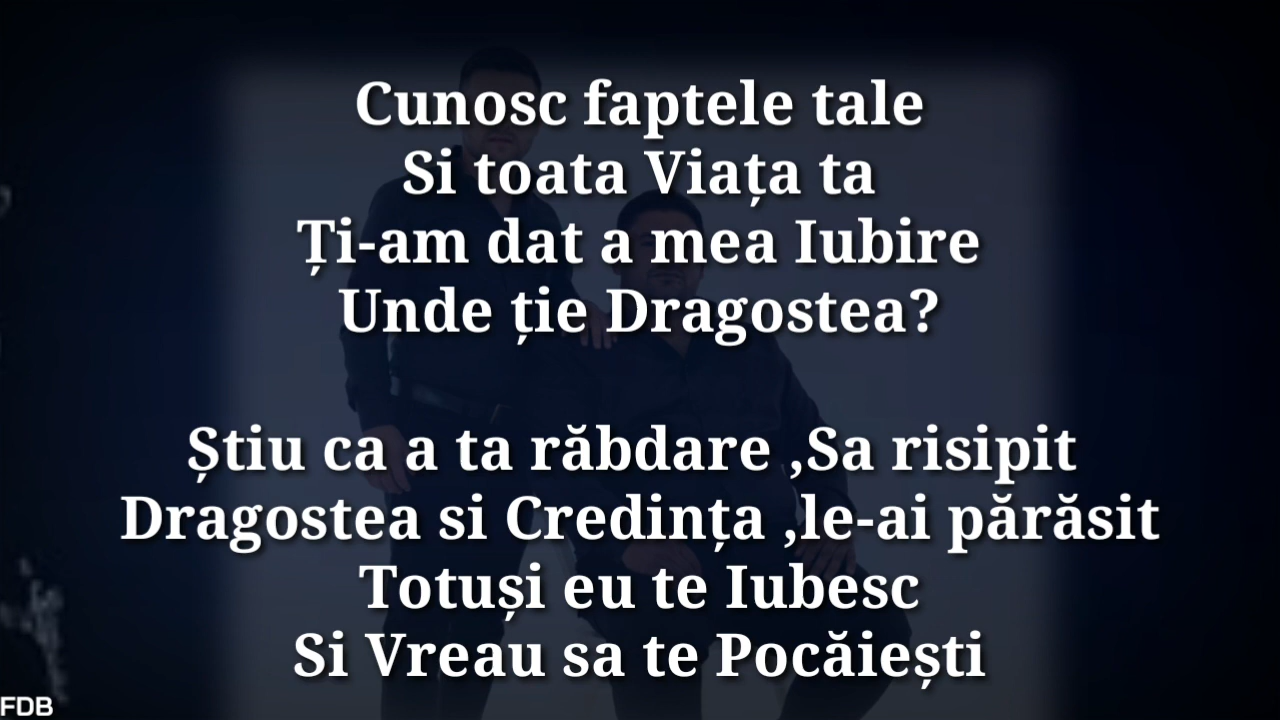 Cunosc faptele tale
Si toata Viața ta
Ți-am dat a mea Iubire
Unde ție Dragostea?
Știu ca a ta răbdare ,Sa risipit
Dragostea si Credința ,le-ai părăsit
Totuși eu te Iubesc
Si Vreau sa te Pocăiești
FDB